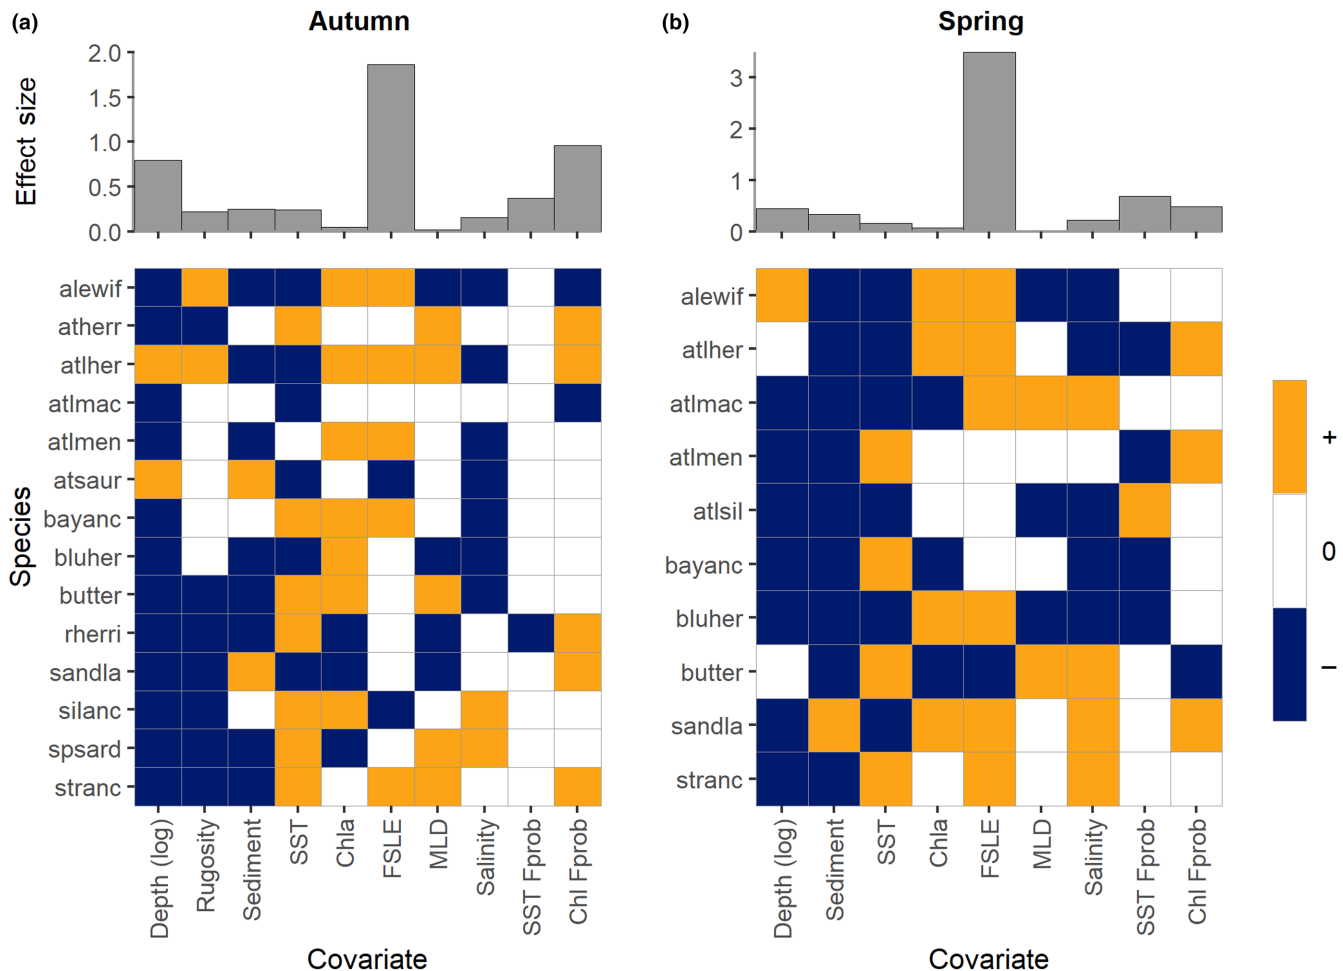 (a)
Autumn
Effect size
2.0
1.5
1.0
0.5
0.0
Species
alewif
atherr
atlher
atlmac
atlmen
atsaur
bayanc
bluher
butter
rherri
sandla
silanc
spsard
stranc
Depth (log)
Rugosity
Sediment
SST
Chla
FSLE
MLD
Salinity
SST Fprob
Chl Fprob
Covariate
(b)
Spring
3
2
1
0
alewif
atlher
atlmac
atlmen
atlsil
bayanc
bluher
butter
sandla
stranc
Depth (log)
Sediment
SST
Chla
FSLE
MLD
Salinity
SST Fprob
Chl Fprob
Covariate
+
0
−